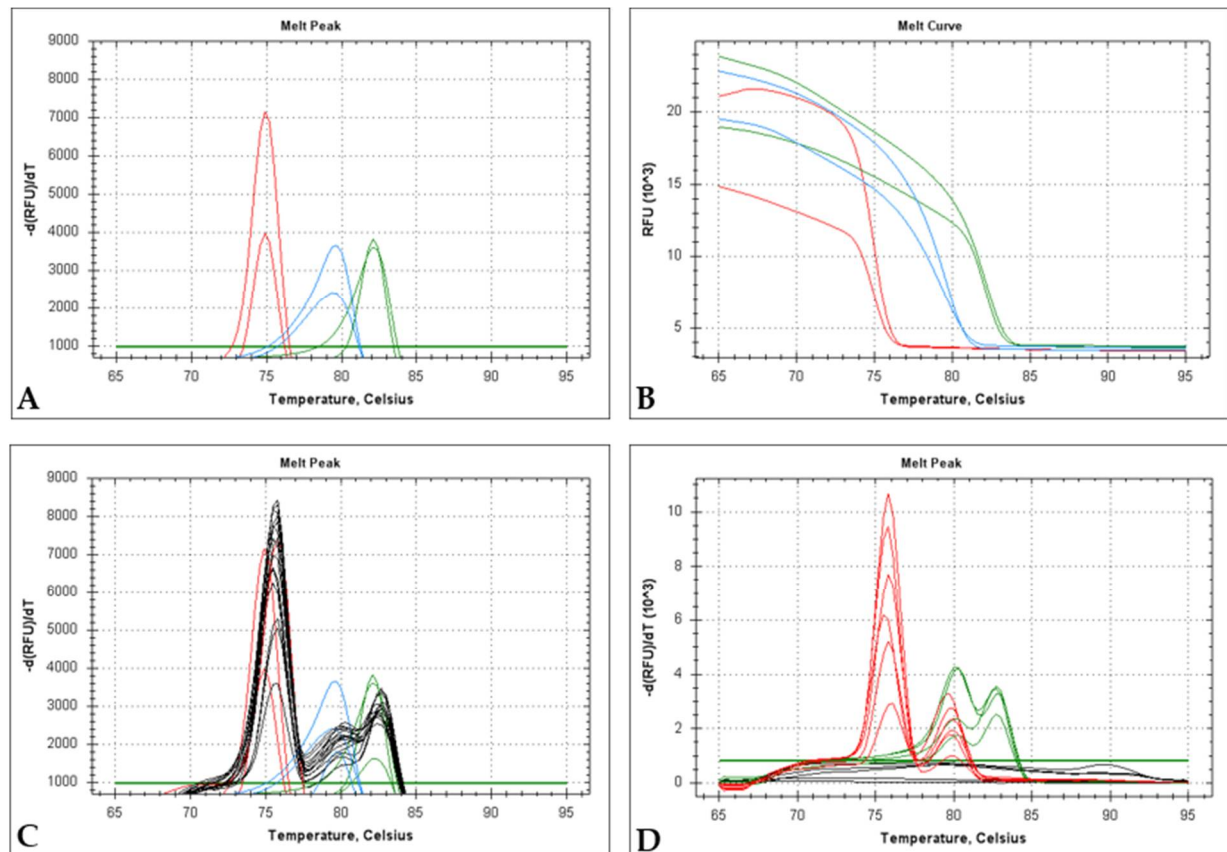 Melt Peak
9000
8000
7000
6000
5000
4000
3000
2000
1000
-d(RFU)/dT
65 70 75 80 85 90 95
Temperature, Celsius
A
Melt Curve
20
15
10
5
RFU (10^3)
65 70 75 80 85 90 95
Temperature, Celsius
B
Melt Peak
9000
8000
7000
6000
5000
4000
3000
2000
1000
-d(RFU)/dT
65 70 75 80 85 90 95
Temperature, Celsius
C
Melt Peak
10
8
6
4
2
0
-d(RFU)/dT (10^3)
65 70 75 80 85 90 95
Temperature, Celsius
D